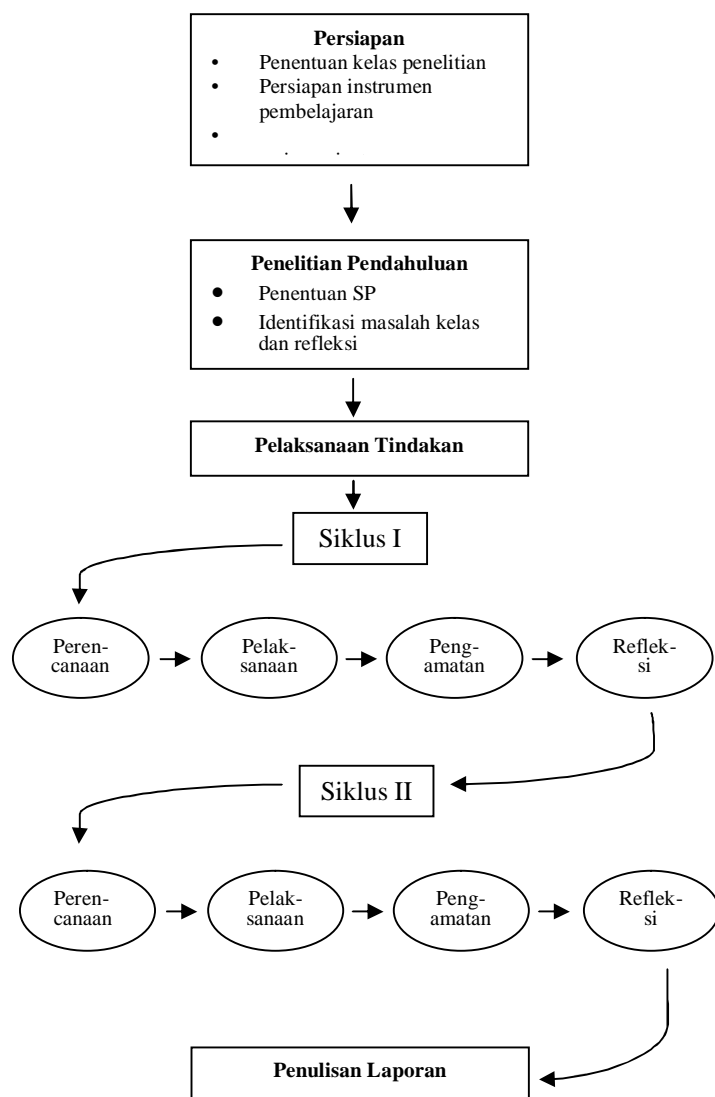 Persiapan
• Penentuan kelas penelitian
• Persiapan instrumen
pembelajaran
•
Penelitian Pendahuluan
● Penentuan SP
● Identifikasi masalah kelas
dan refleksi
Pelaksanaan Tindakan
Siklus I
Peren-
canaan
Pelak-
sanaan
Peng-
amatan
Reflek-
si
Siklus II
Peren-
canaan
Pelak-
sanaan
Peng-
amatan
Reflek-
si
Penulisan Laporan